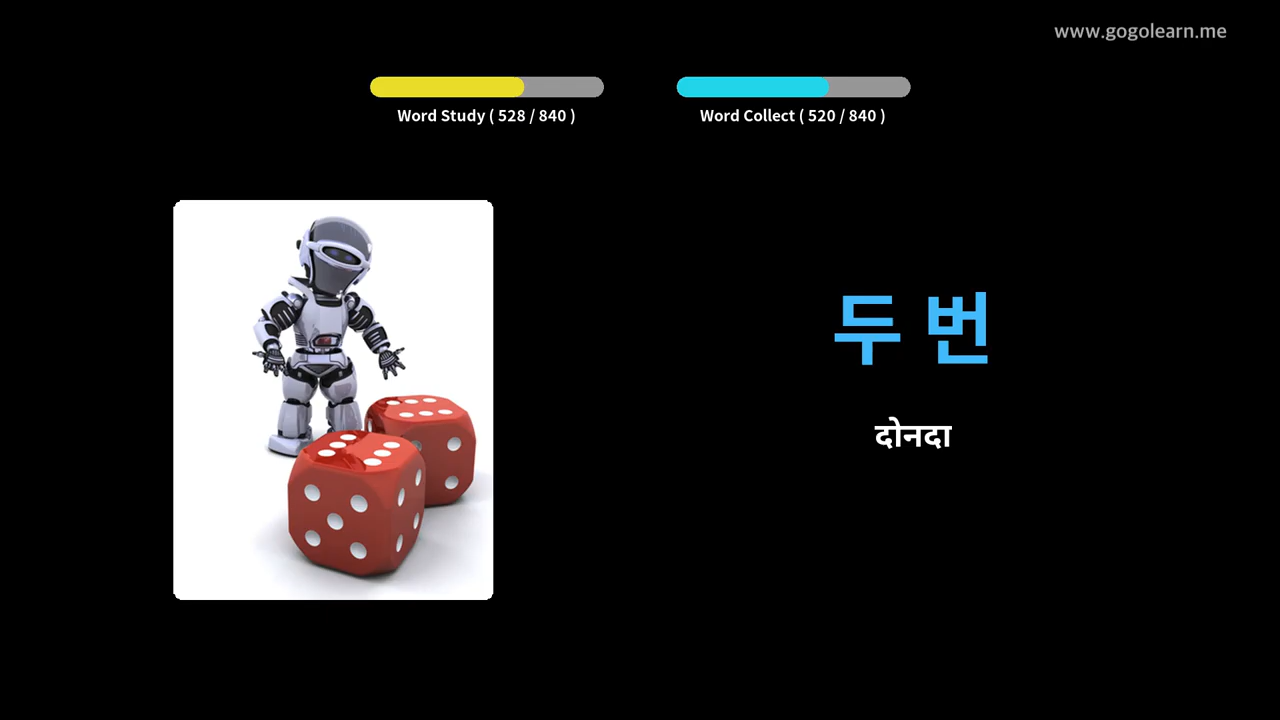 www.gogolearn.me
Word Study ( 528 / 840 )
Word Collect ( 520 / 840 )
두 번
दोनदा